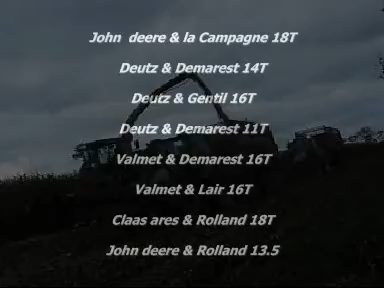 John  deere & la Campagne 18T
Deutz & Demarest 14T
Deutz & Gentil 16T
Deutz & Demarest 11T
Valmet & Demarest 16T
Valmet & Lair 16T
Claas ares & Rolland 18T
John deere & Rolland 13.5